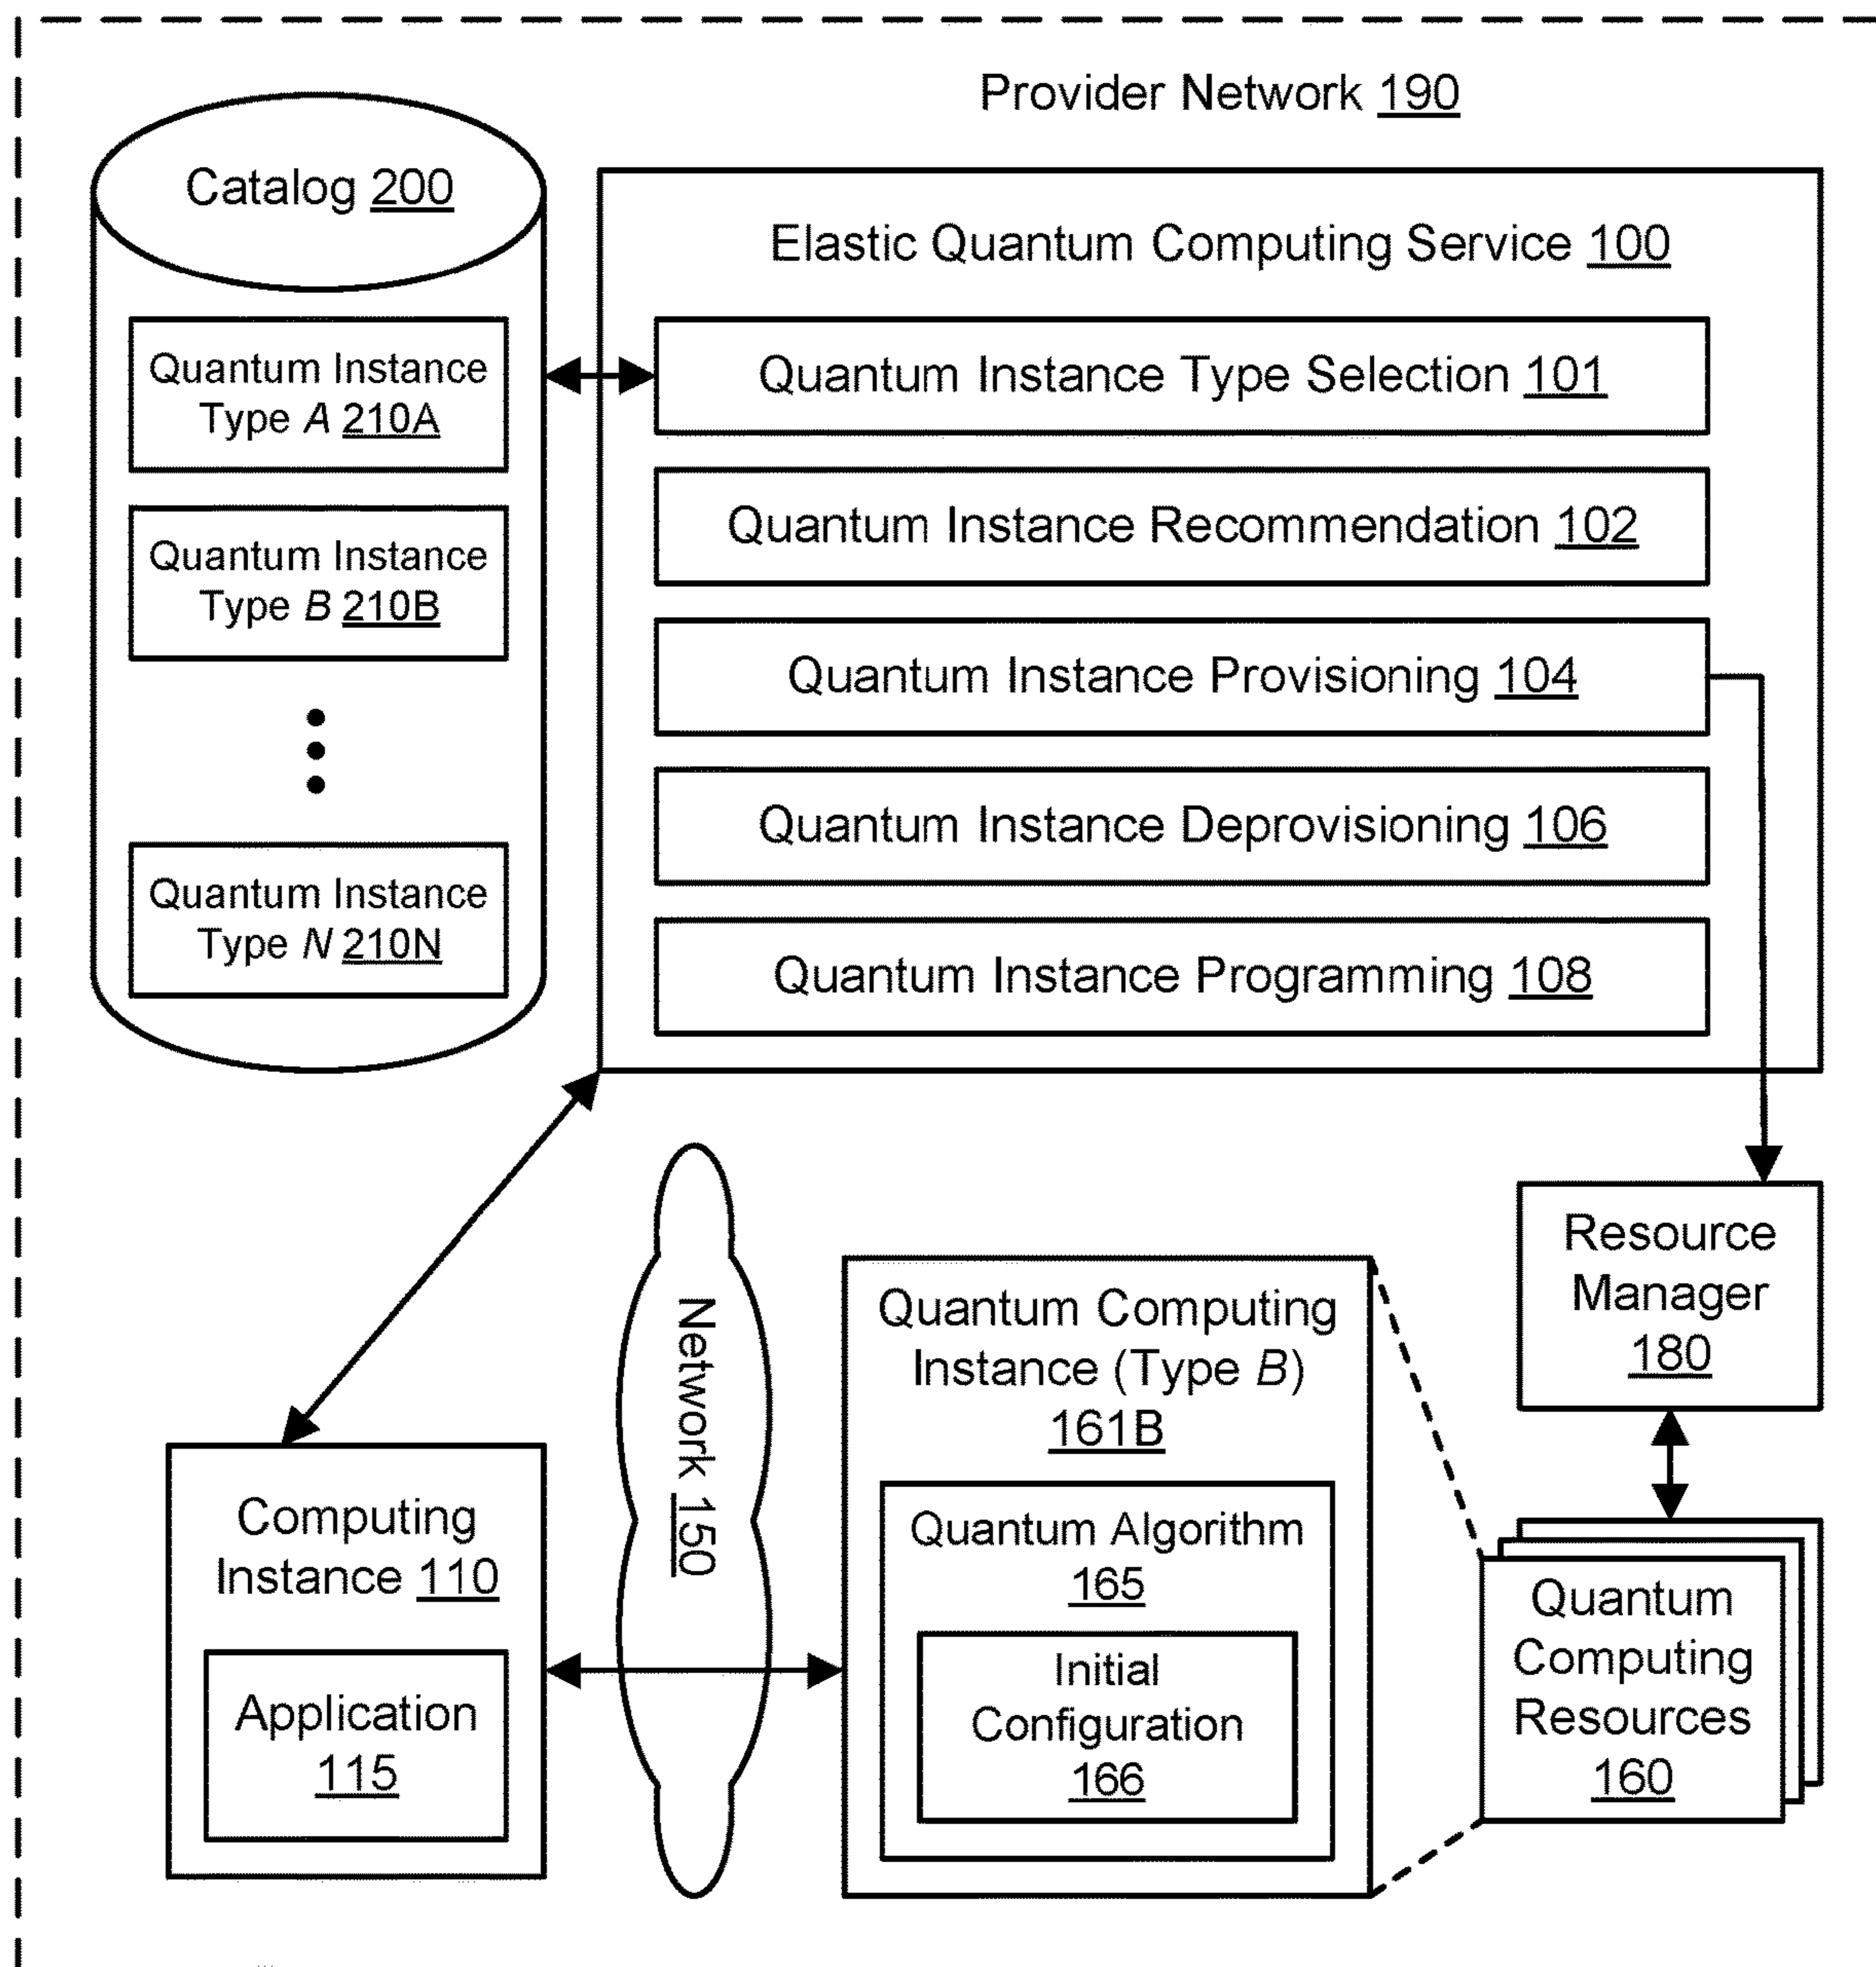 Provider Network 190
Catalog 200
Quantum Instance
Type A 210A
Quantum Instance
Type B 210B
Quantum Instance
Type N 210N
Elastic Quantum Computing Service 100
Quantum Instance Type Selection 101
Quantum Instance Recommendation 102
Quantum Instance Provisioning 104
Quantum Instance Deprovisioning 106
Quantum Instance Programming 108
Computing
Instance 110
Application
115
Network 150
Quantum Computing
Instance (Type B)
161B
Quantum Algorithm
165
Initial
Configuration
166
Resource
Manager
180
Quantum
Computing
Resources
160